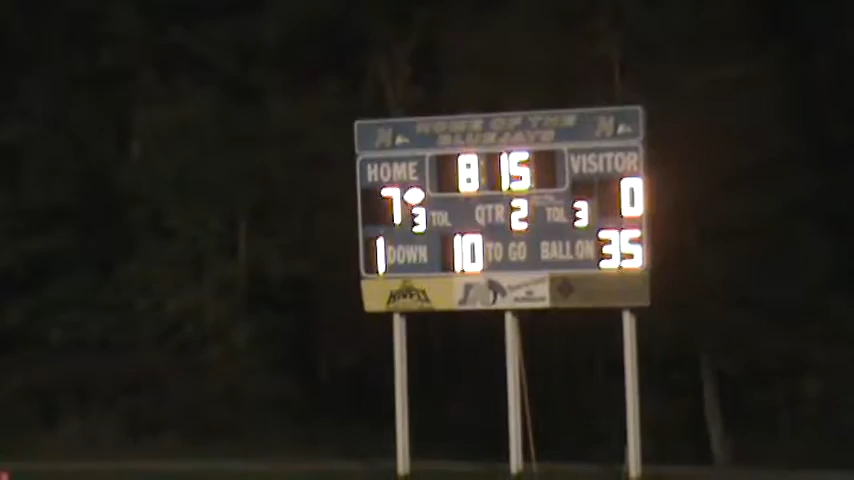 HOME OF THE
BLUEJAYS
HOME 8:15 VISITOR
7 3 TOL QTR 2 TOL 3 0
1 DOWN 10 TO GO BALL ON 35